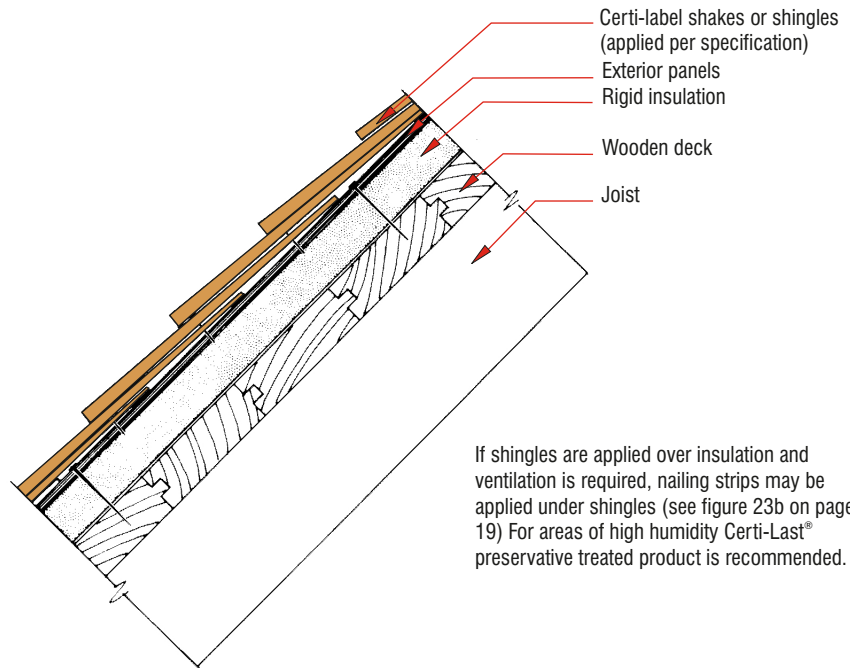 Certi-label shakes or shingles
(applied per specification)
Exterior panels
Rigid insulation
Wooden deck
Joist
If shingles are applied over insulation and
ventilation is required, nailing strips may be
applied under shingles (see figure 23b on page
19) For areas of high humidity Certi-Last®
preservative treated product is recommended.